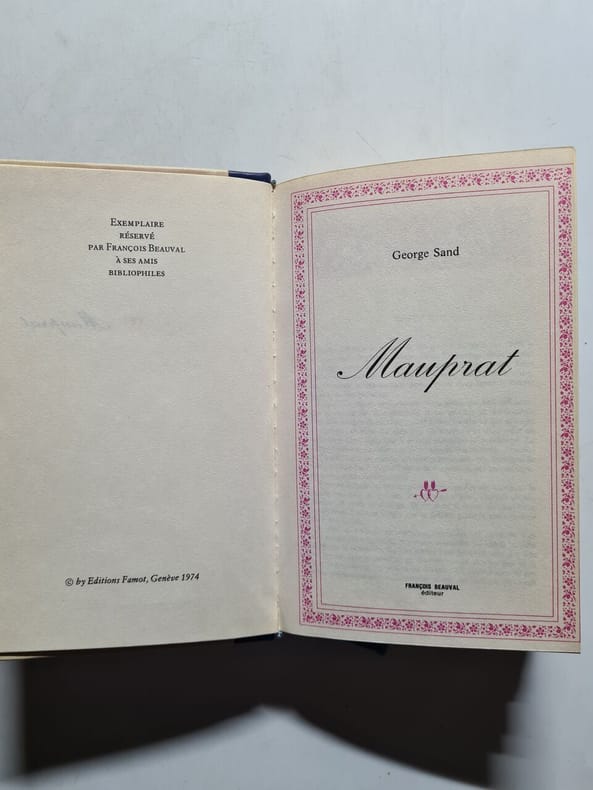 EXEMPLAIRE
RÉSERVÉ
PAR FRANÇOIS BEAUVAL
À SES AMIS
BIBLIOPHILES
© by Editions Famot, Genève 1974
George Sand
Mauprat
FRANÇOIS BEAUVAL
éditeur